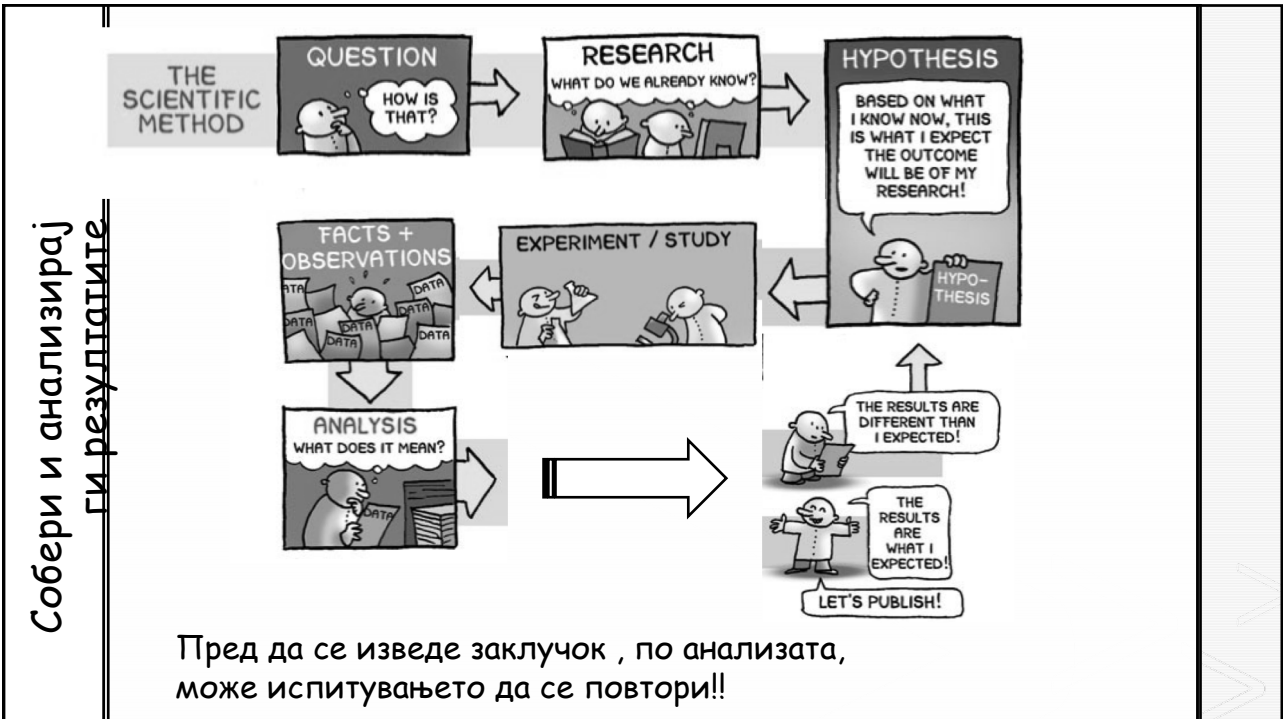 Собери и анализирај
ги резултатите
THE
SCIENTIFIC
METHOD
QUESTION
HOW IS
THAT?
RESEARCH
WHAT DO WE ALREADY KNOW?
HYPOTHESIS
BASED ON WHAT
I KNOW NOW, THIS
IS WHAT I EXPECT
THE OUTCOME
WILL BE OF MY
RESEARCH!
HYPO-
THESIS
EXPERIMENT / STUDY
FACTS +
OBSERVATIONS
ATA
DATA
DATA
DATA
DATA
DATA
DATA
ANALYSIS
WHAT DOES IT MEAN?
DATA
THE RESULTS ARE
DIFFERENT THAN
I EXPECTED!
THE
RESULTS
ARE
WHAT I
EXPECTED!
LET'S PUBLISH!
Пред да се изведе заклучок , по анализата,
може испитувањето да се повтори!!